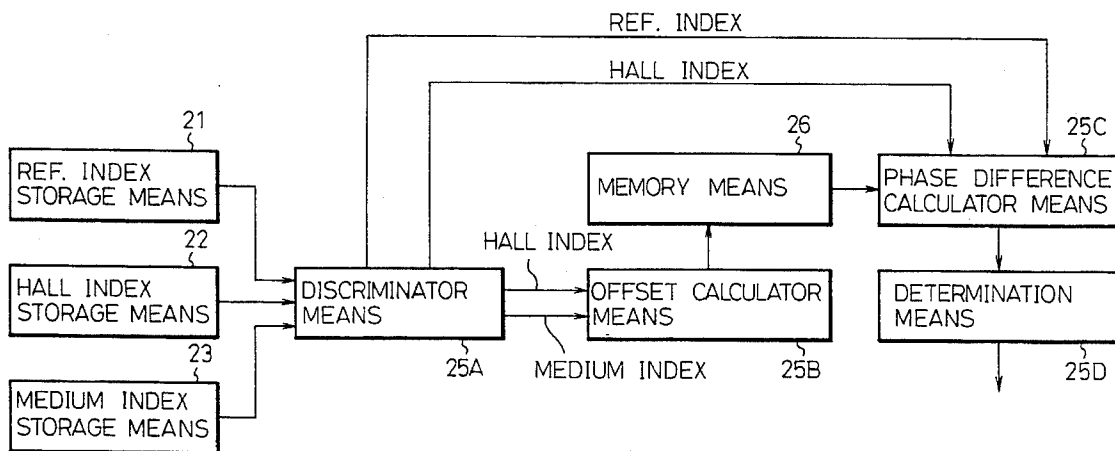 REF. INDEX
HALL INDEX
21
REF. INDEX
STORAGE MEANS
26
MEMORY MEANS
25C
PHASE DIFFERENCE
CALCULATOR MEANS
22
HALL INDEX
STORAGE MEANS
HALL INDEX
DISCRIMINATOR
MEANS
25A
OFFSET CALCULATOR
MEANS
25B
MEDIUM INDEX
DETERMINATION
MEANS
25D
23
MEDIUM INDEX
STORAGE MEANS